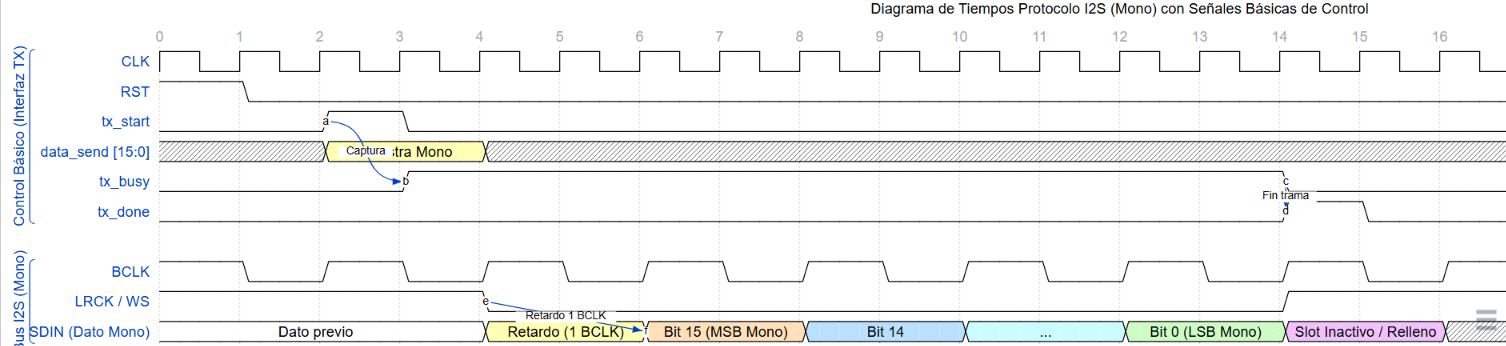 Diagrama de Tiempos Protocolo I2S (Mono) con Señales Básicas de Control
0 1 2 3 4 5 6 7 8 9 10 11 12 13 14 15 16
Control Básico (Interfaz TX)
CLK
RST
tx_start a
data_send [15:0] Captura tra Mono
tx_busy b c
Fin trama
tx_done d
Bus I2S (Mono)
BCLK
LRCK / WS e
Retardo 1 BCLK
SDIN (Dato Mono) Dato previo Retardo (1 BCLK) f Bit 15 (MSB Mono) Bit 14 ... Bit 0 (LSB Mono) Slot Inactivo / Relleno